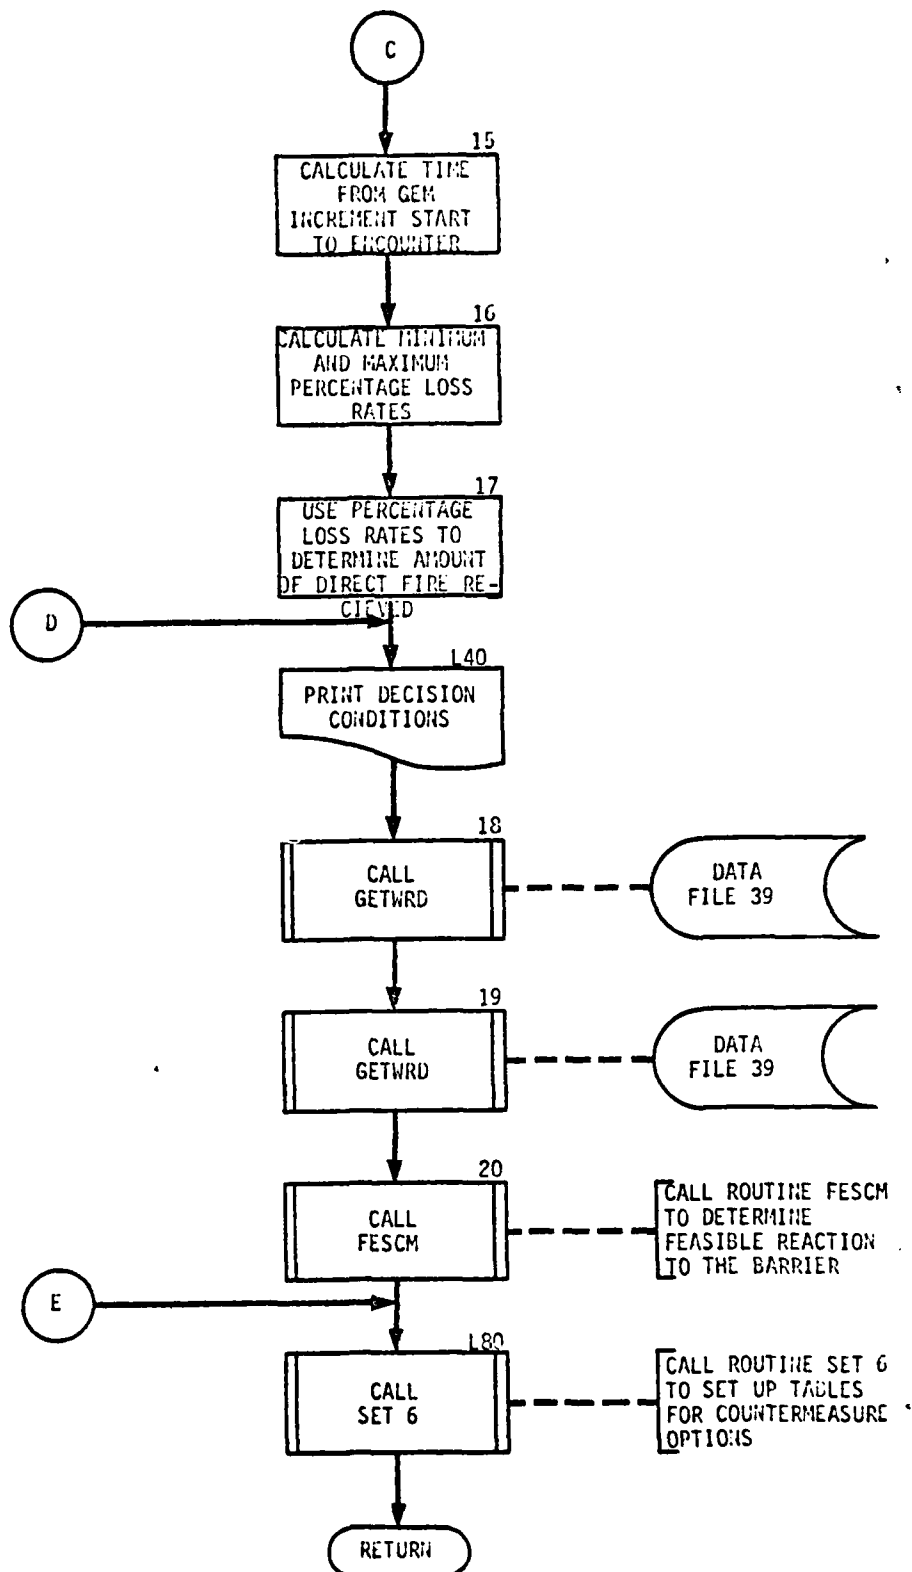 C
15
CALCULATE TIME
FROM GEM
INCREMENT START
TO ENCOUNTER
16
CALCULATE MINIMUM
AND MAXIMUM
PERCENTAGE LOSS
RATES
17
USE PERCENTAGE
LOSS RATES TO
DETERMINE AMOUNT
OF DIRECT FIRE RE-
CIEVED
D
L40
PRINT DECISION
CONDITIONS
18
CALL
GETWRD
DATA
FILE 39
19
CALL
GETWRD
DATA
FILE 39
20
CALL
FESCM
CALL ROUTINE FESCM
TO DETERMINE
FEASIBLE REACTION
TO THE BARRIER
E
L80
CALL
SET 6
CALL ROUTINE SET 6
TO SET UP TABLES
FOR COUNTERMEASURE
OPTIONS
RETURN